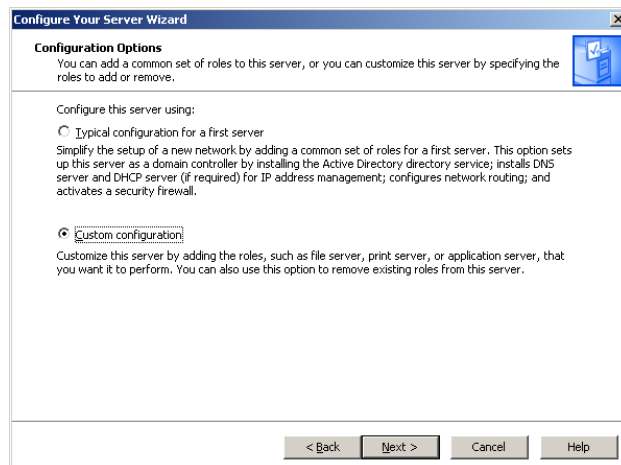 Configure Your Server Wizard
Configuration Options
You can add a common set of roles to this server, or you can customize this server by specifying the
roles to add or remove.
Configure this server using:
Typical configuration for a first server
Simplify the setup of a new network by adding a common set of roles for a first server. This option sets
up this server as a domain controller by installing the Active Directory directory service; installs DNS
server and DHCP server (if required) for IP address management; configures network routing; and
activates a security firewall.
Custom configuration
Customize this server by adding the roles, such as file server, print server, or application server, that
you want it to perform. You can also use this option to remove existing roles from this server.
< Back Next > Cancel Help